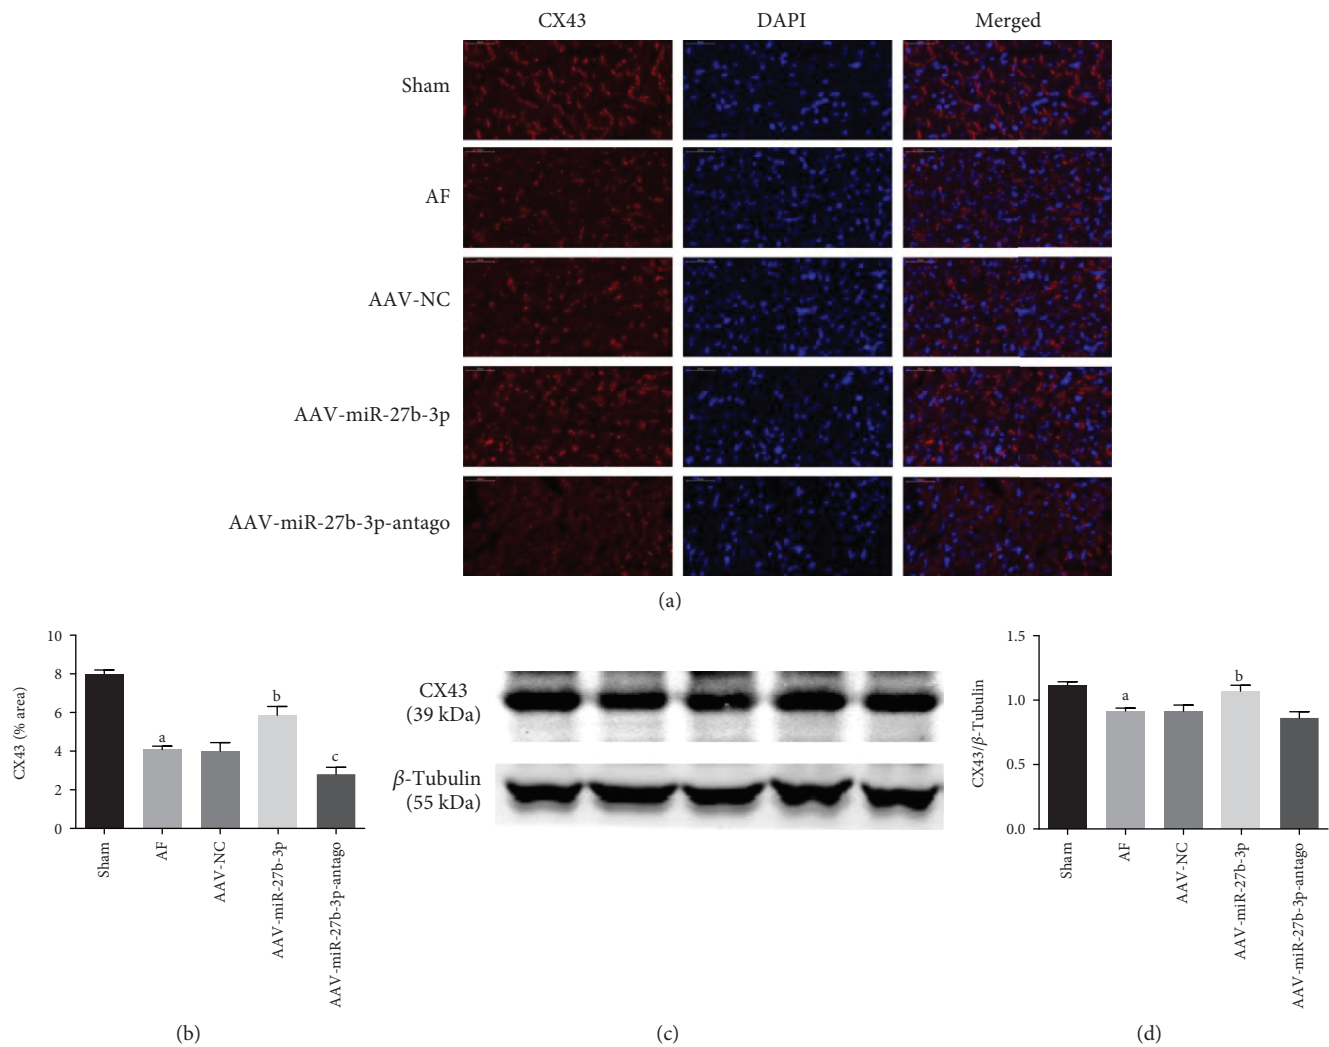 CX43 DAPI Merged
Sham
AF
AAV-NC
AAV-miR-27b-3p
AAV-miR-27b-3p-antago
(a)
10
8
6
4
2
0
CX43 (% area)
a
b
c
Sham
AF
AAV-NC
AAV-miR-27b-3p
AAV-miR-27b-3p-antago
(b)
CX43
(39 kDa)
β-Tubulin
(55 kDa)
(c)
1.5
1.0
0.5
0.0
CX43/β-Tubulin
a
b
Sham
AF
AAV-NC
AAV-miR-27b-3p
AAV-miR-27b-3p-antago
(d)